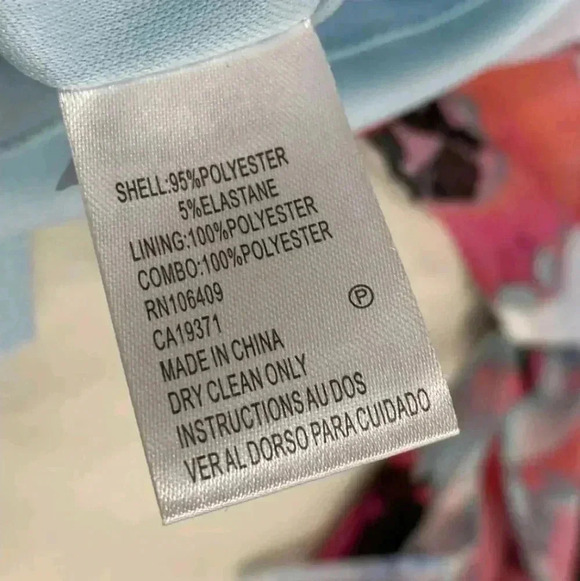 SHELL:95%POLYESTER
5%ELASTANE
LINING:100%POLYESTER
COMBO:100%POLYESTER
RN106409
CA19371
P
MADE IN CHINA
DRY CLEAN ONLY
INSTRUCTIONS AU DOS
VER AL DORSO PARA CUIDADO